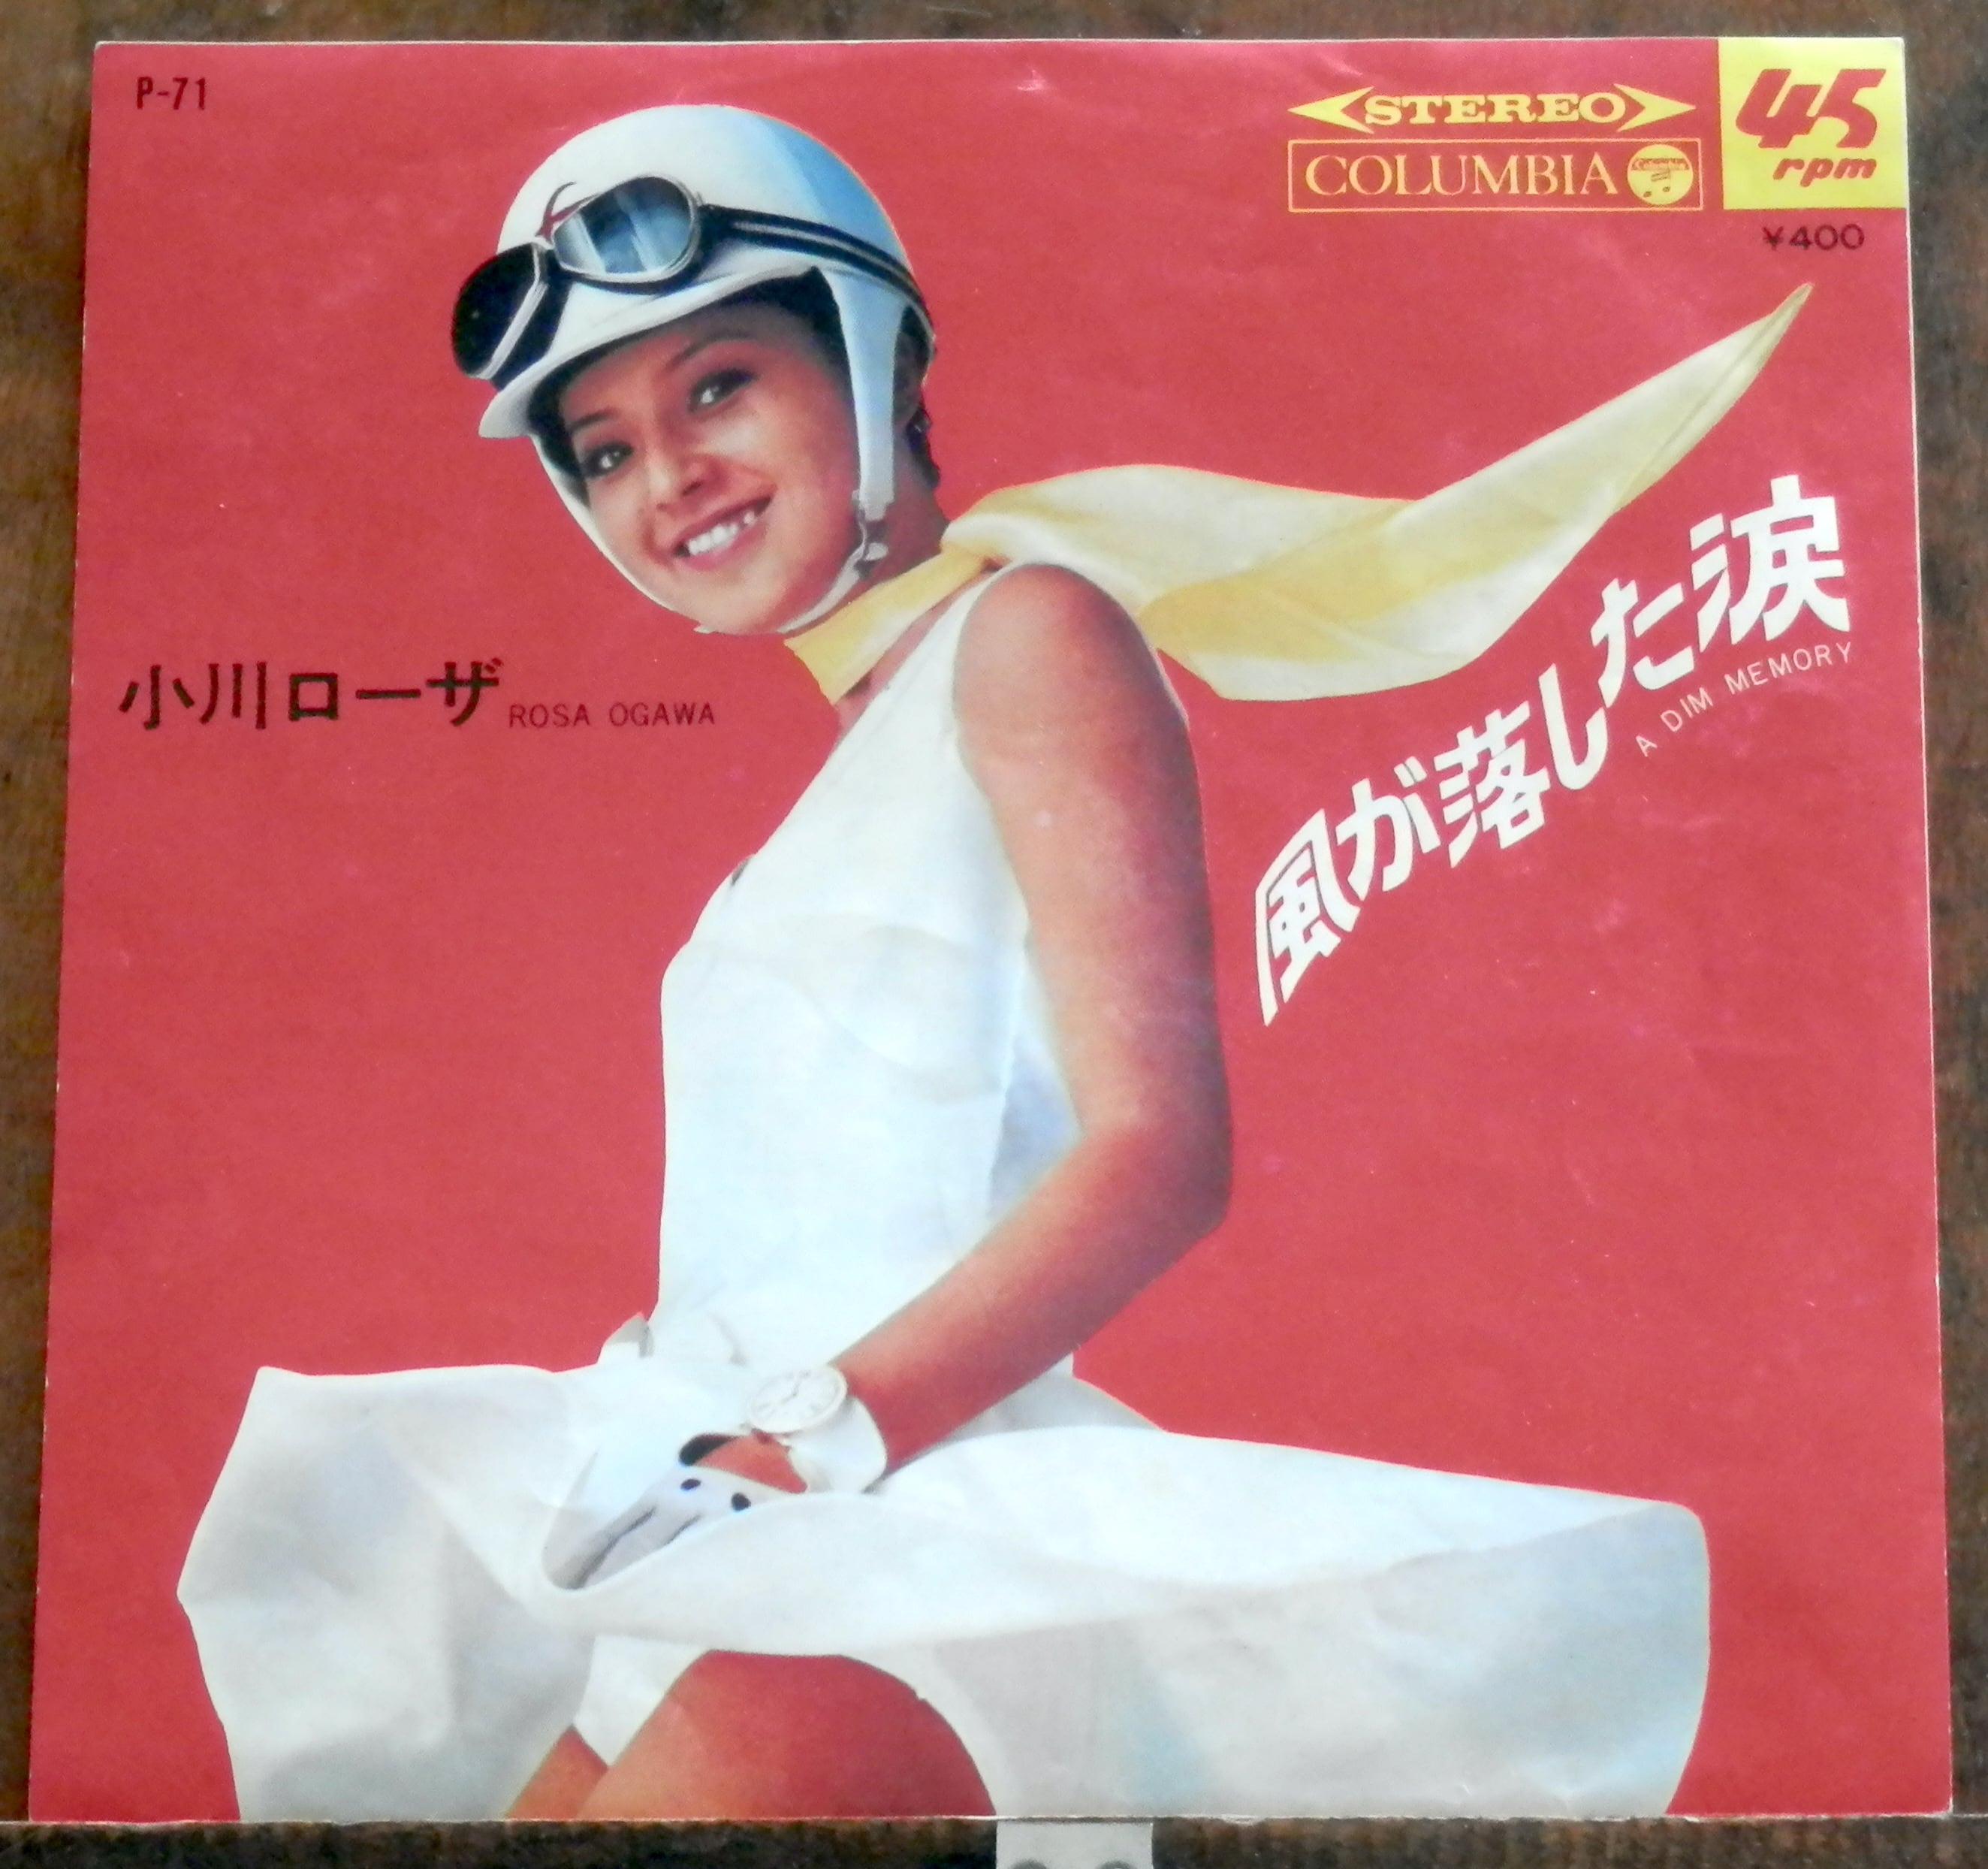 P-71
STEREO
COLUMBIA
Columbia
45
rpm
¥400
小川ローザ ROSA OGAWA
風が落した涙
A DIM MEMORY